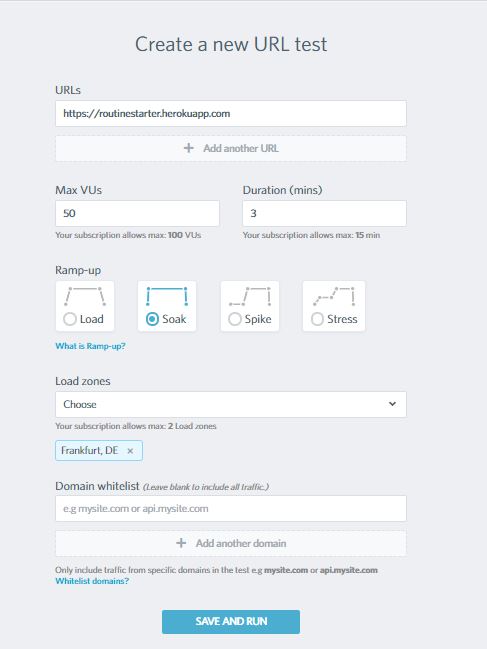 Create a new URL test
URLs
https://routinestarter.herokuapp.com
+ Add another URL
Max VUs Duration (mins)
50 3
Your subscription allows max: 100 VUs Your subscription allows max: 15 min
Ramp-up
Load Soak Spike Stress
What is Ramp-up?
Load zones
Choose
Your subscription allows max: 2 Load zones
Frankfurt, DE ×
Domain whitelist (Leave blank to include all traffic.)
e.g mysite.com or api.mysite.com
+ Add another domain
Only include traffic from specific domains in the test e.g mysite.com or api.mysite.com
Whitelist domains?
SAVE AND RUN